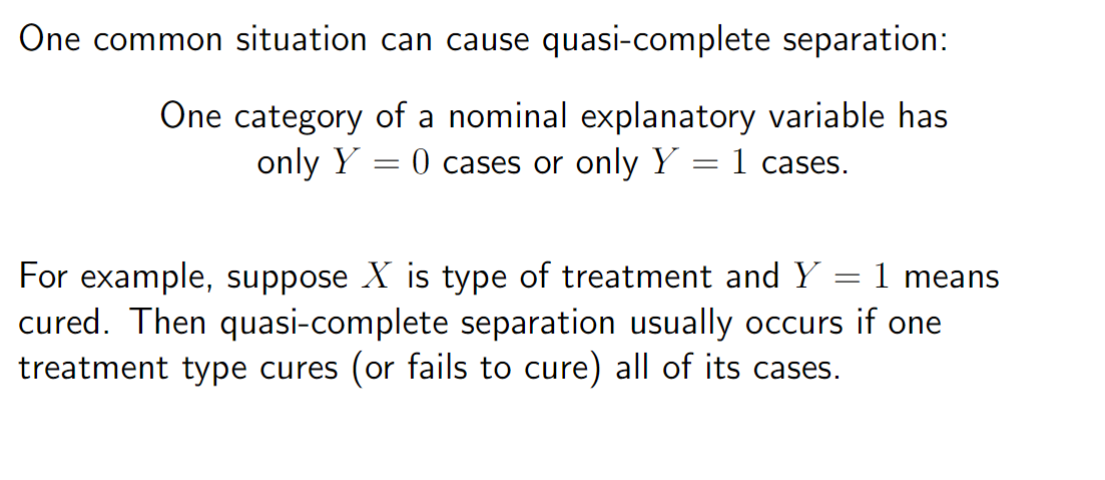 One common situation can cause quasi-complete separation:
One category of a nominal explanatory variable has
only Y = 0 cases or only Y = 1 cases.
For example, suppose X is type of treatment and Y = 1 means
cured. Then quasi-complete separation usually occurs if one
treatment type cures (or fails to cure) all of its cases.